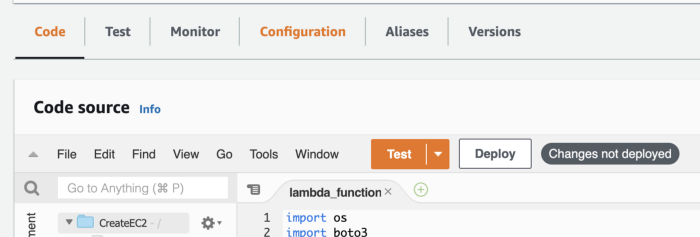 Code Test Monitor Configuration Aliases Versions
Code source Info
File Edit Find View Go Tools Window Test Deploy Changes not deployed
Go to Anything (⌘ P) lambda_function ×
CreateEC2 - /
1 import os
2 import boto3